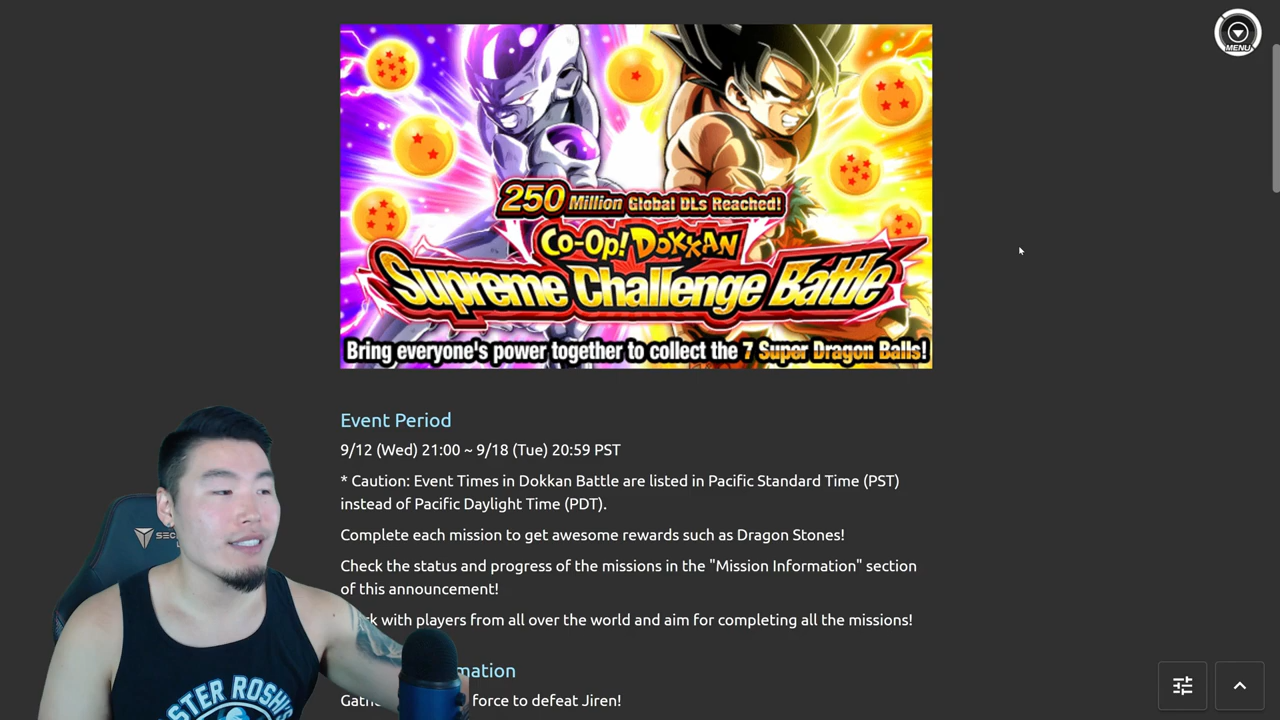 MENU
250 Million Global DLs Reached!
Co-Op! DOKKAN
Supreme Challenge Battle
Bring everyone's power together to collect the 7 Super Dragon Balls!
Event Period
9/12 (Wed) 21:00 ~ 9/18 (Tue) 20:59 PST
* Caution: Event Times in Dokkan Battle are listed in Pacific Standard Time (PST)
instead of Pacific Daylight Time (PDT).
Complete each mission to get awesome rewards such as Dragon Stones!
Check the status and progress of the missions in the "Mission Information" section
of this announcement!
with players from all over the world and aim for completing all the missions!
force to defeat Jiren!
ROSHI'S